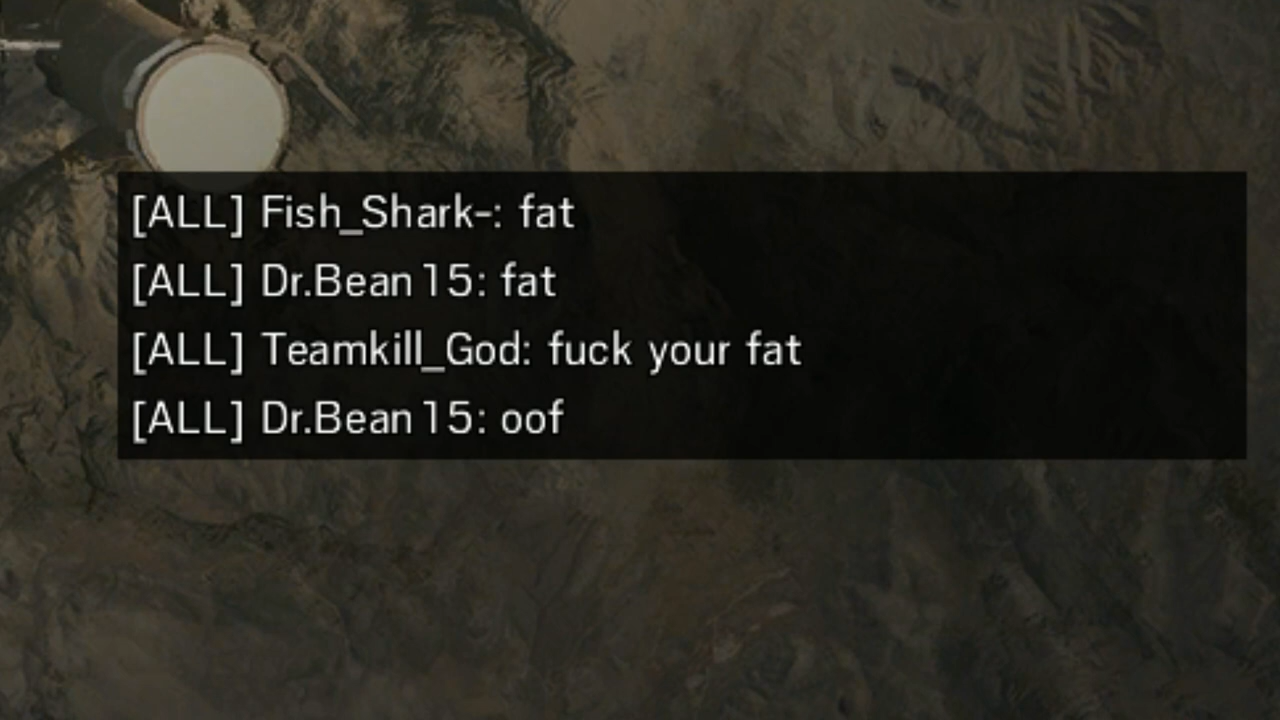 [ALL] Fish_Shark-: fat
[ALL] Dr.Bean15: fat
[ALL] Teamkill_God: fuck your fat
[ALL] Dr.Bean15: oof